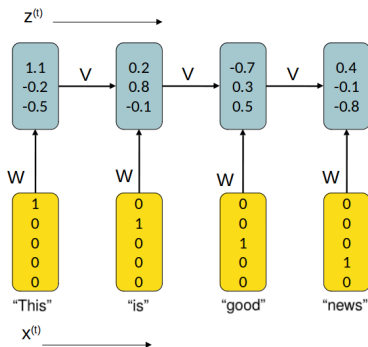 z(t)
1.1
-0.2
-0.5
V
0.2
0.8
-0.1
V
-0.7
0.3
0.5
V
0.4
-0.1
-0.8
W
W
W
W
1
0
0
0
0
0
1
0
0
0
0
0
1
0
0
0
0
0
1
0
“This”
“is”
“good”
“news”
x(t)